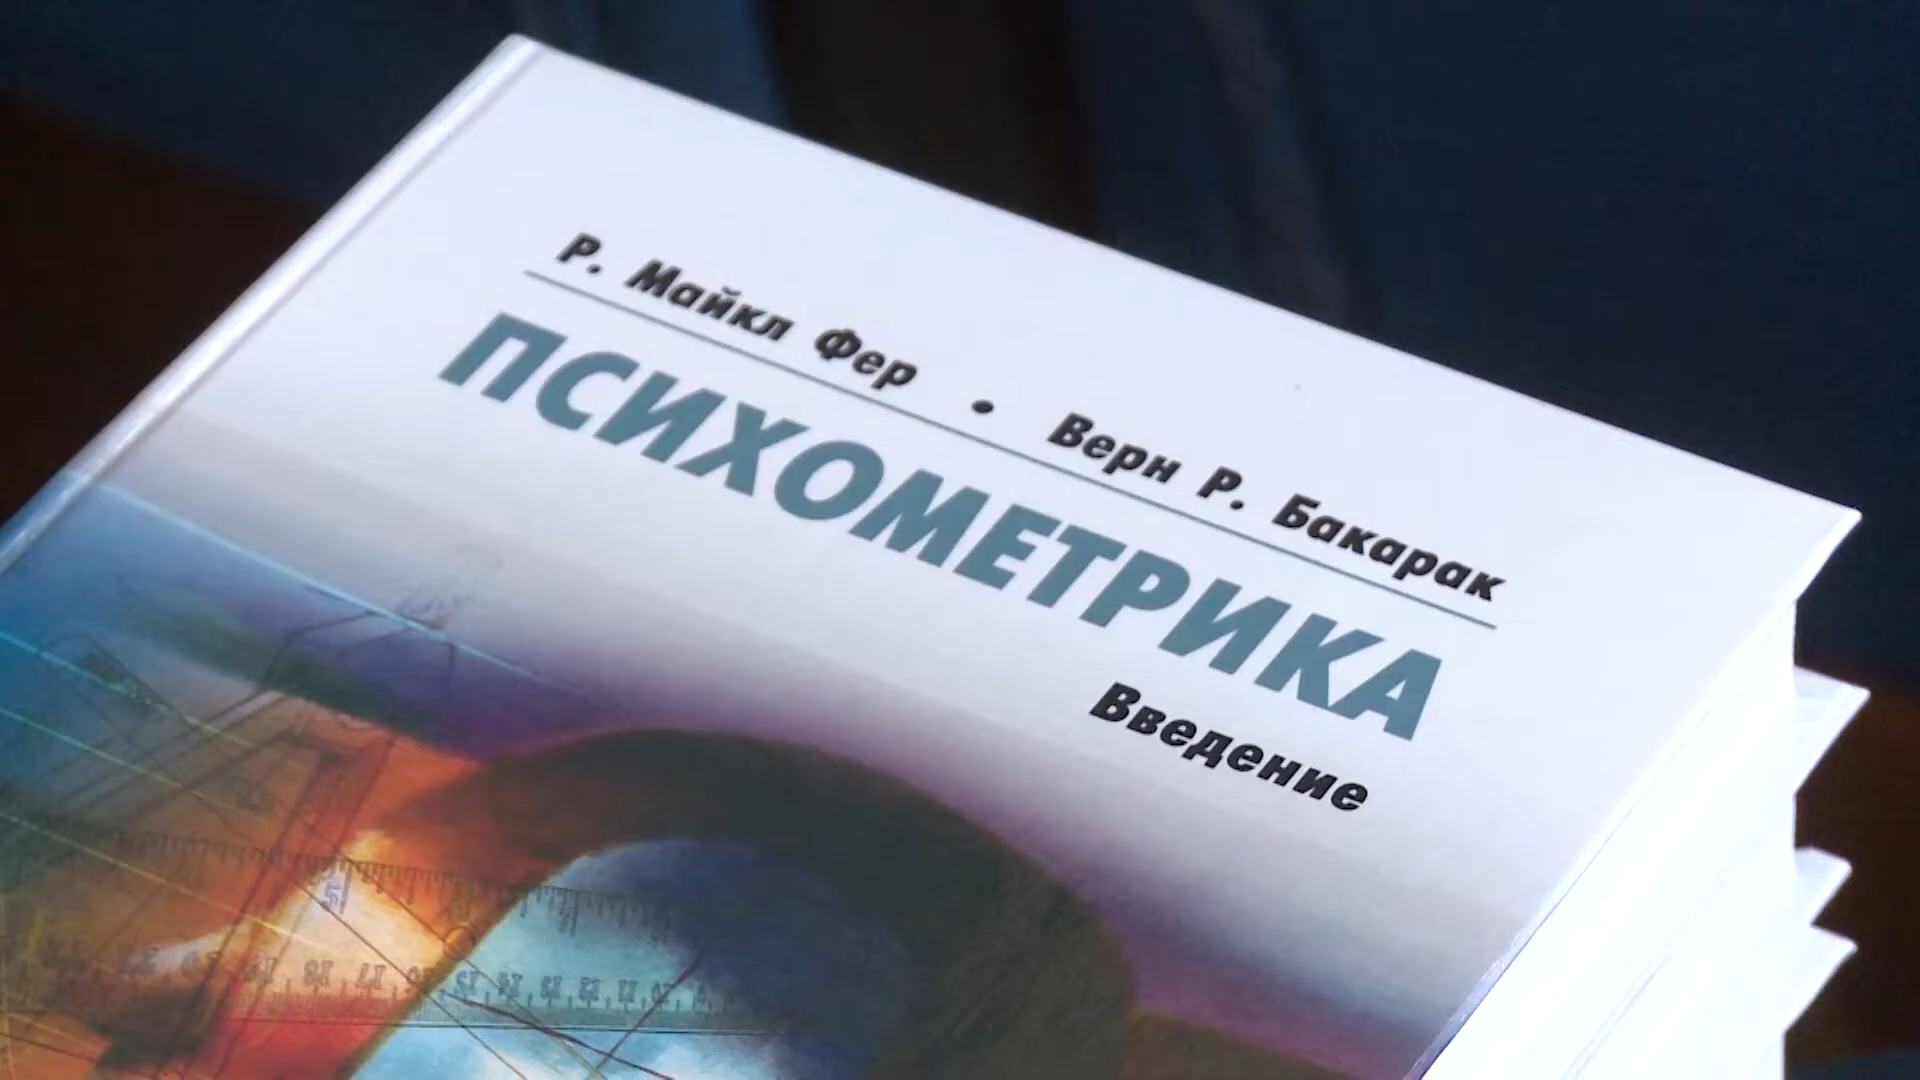 Р. Майкл Фер • Верн Р. Бакарак
ПСИХОМЕТРИКА
Введение